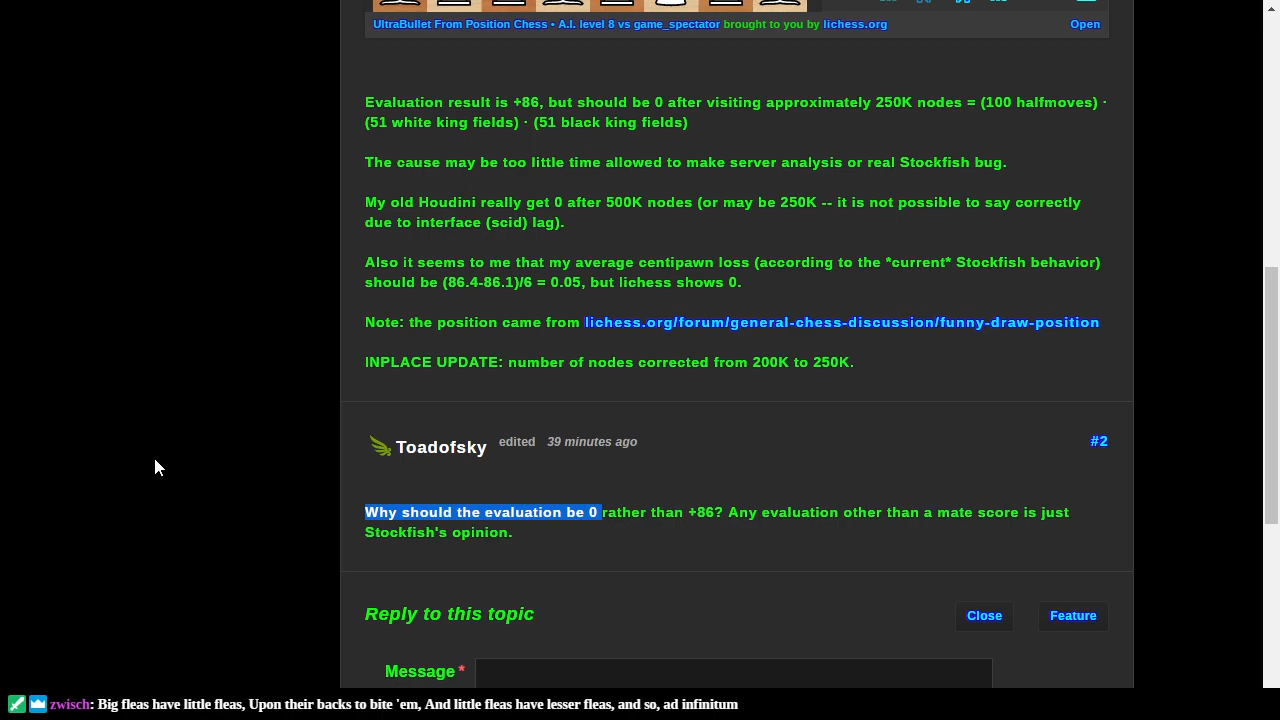 UltraBullet From Position Chess • A.I. level 8 vs game_spectator brought to you by lichess.org Open
Evaluation result is +86, but should be 0 after visiting approximately 250K nodes = (100 halfmoves) ·
(51 white king fields) · (51 black king fields)
The cause may be too little time allowed to make server analysis or real Stockfish bug.
My old Houdini really get 0 after 500K nodes (or may be 250K -- it is not possible to say correctly
due to interface (scid) lag).
Also it seems to me that my average centipawn loss (according to the *current* Stockfish behavior)
should be (86.4-86.1)/6 = 0.05, but lichess shows 0.
Note: the position came from lichess.org/forum/general-chess-discussion/funny-draw-position
INPLACE UPDATE: number of nodes corrected from 200K to 250K.
Toadofsky edited 39 minutes ago #2
Why should the evaluation be 0 rather than +86? Any evaluation other than a mate score is just
Stockfish's opinion.
Reply to this topic Close Feature
Message *
zwisch: Big fleas have little fleas, Upon their backs to bite 'em, And little fleas have lesser fleas, and so, ad infinitum